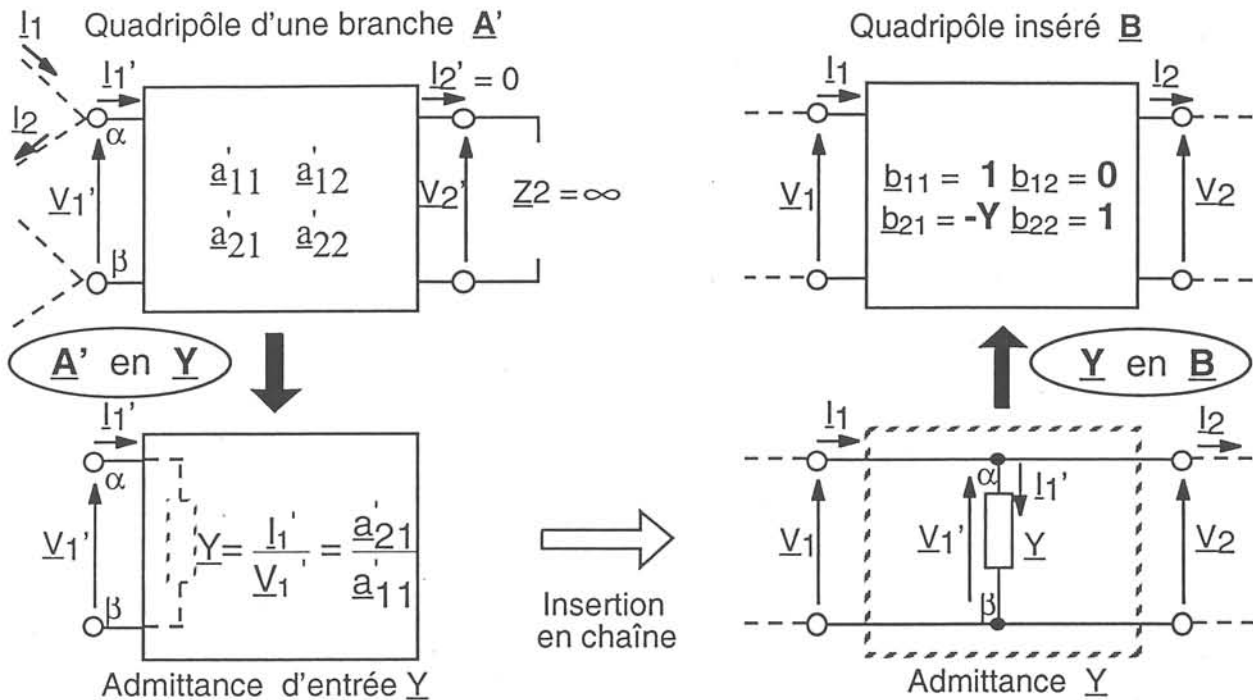 Quadripôle d'une branche A'
I1
I2
I1'
I2' = 0
α
V1'
β
a'11 a'12
a'21 a'22
V2'
Z2 = ∞
Quadripôle inséré B
I1
I2
V1
b11 = 1 b12 = 0
b21 = -Y b22 = 1
V2
A' en Y
Y en B
I1'
α
V1'
β
Y = I1' / V1' = a'21 / a'11
Admittance d'entrée Y
Insertion
en chaîne
I1
I2
α
I1'
V1
V1'
Y
V2
β
Admittance Y